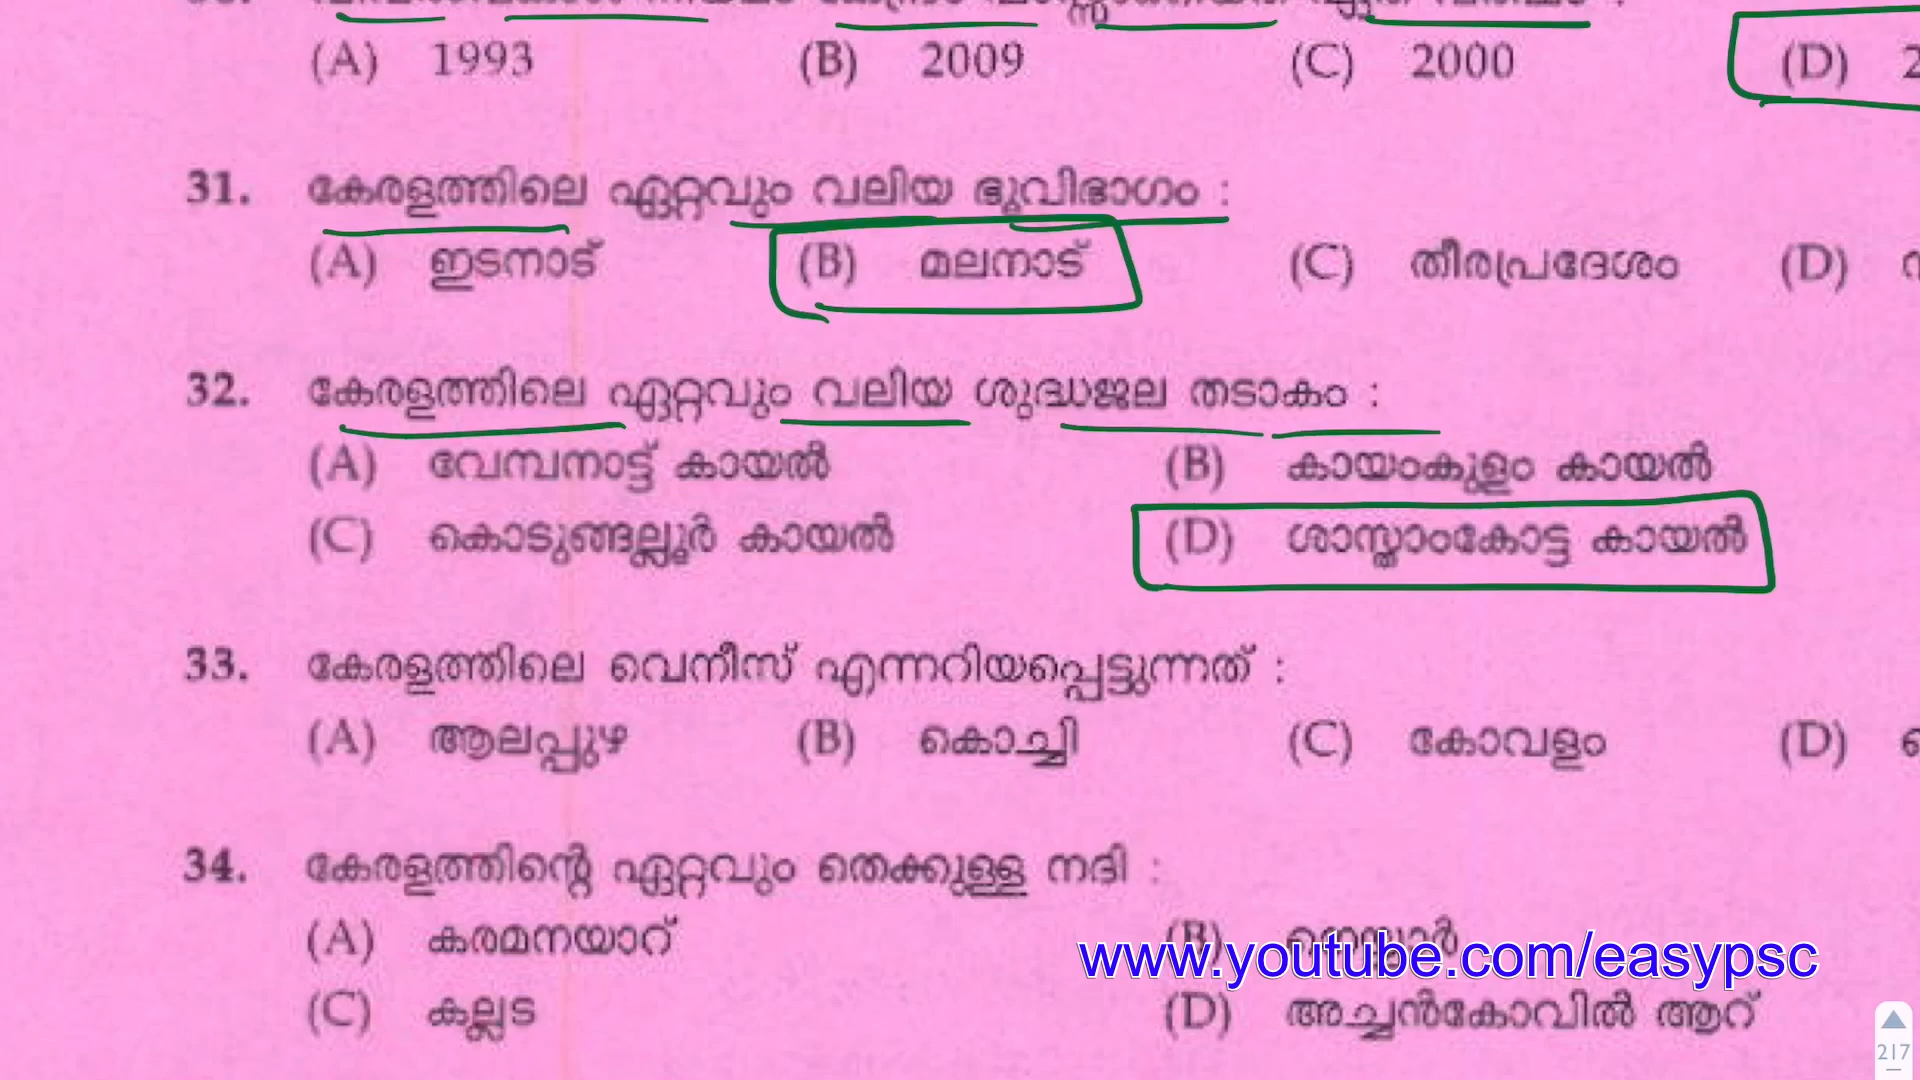 (A) 1993 (B) 2009 (C) 2000 (D) 2
31. കേരളത്തിലെ ഏറ്റവും വലിയ ഭൂവിഭാഗം :
(A) ഇടനാട് (B) മലനാട് (C) തീരപ്രദേശം (D)
32. കേരളത്തിലെ ഏറ്റവും വലിയ ശുദ്ധജല തടാകം :
(A) വേമ്പനാട്ട് കായൽ (B) കായംകുളം കായൽ
(C) കൊടുങ്ങല്ലൂർ കായൽ (D) ശാസ്താംകോട്ട കായൽ
33. കേരളത്തിലെ വെനീസ് എന്നറിയപ്പെട്ടുന്നത് :
(A) ആലപ്പുഴ (B) കൊച്ചി (C) കോവളം (D)
34. കേരളത്തിന്റെ ഏറ്റവും തെക്കുള്ള നദി :
(A) കരമനയാറ് (B)
www.youtube.com/easypsc
(C) കല്ലട (D) അച്ചൻകോവിൽ ആറ്
217